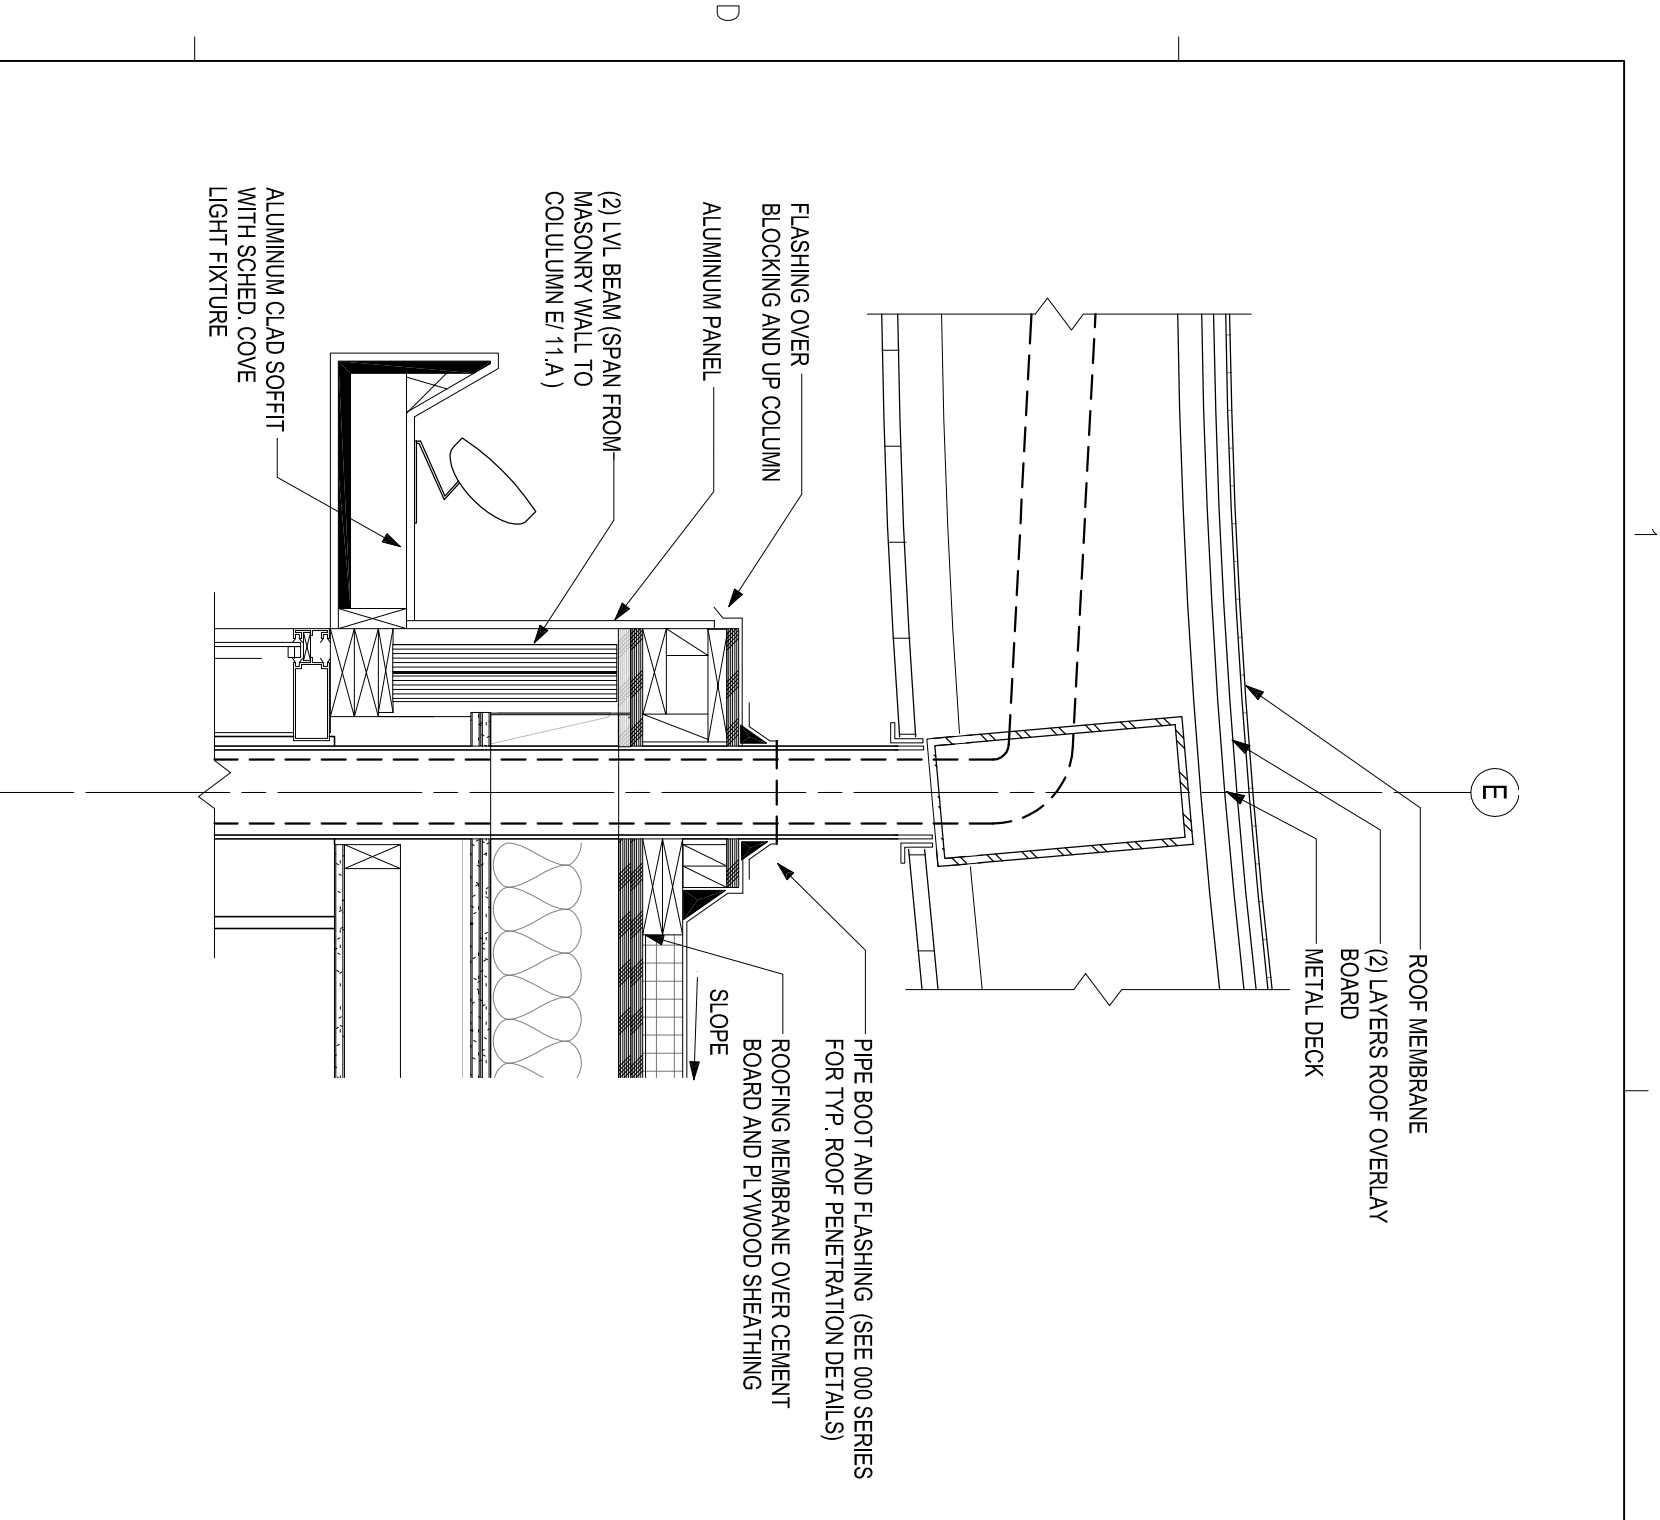 D
1
E
ROOF MEMBRANE
(2) LAYERS ROOF OVERLAY
BOARD
METAL DECK
FLASHING OVER
BLOCKING AND UP COLUMN
ALUMINUM PANEL
(2) LVL BEAM (SPAN FROM
MASONRY WALL TO
COLULUMN E/ 11.A )
ALUMINUM CLAD SOFFIT
WITH SCHED. COVE
LIGHT FIXTURE
PIPE BOOT AND FLASHING (SEE 000 SERIES
FOR TYP. ROOF PENETRATION DETAILS)
ROOFING MEMBRANE OVER CEMENT
BOARD AND PLYWOOD SHEATHING
SLOPE